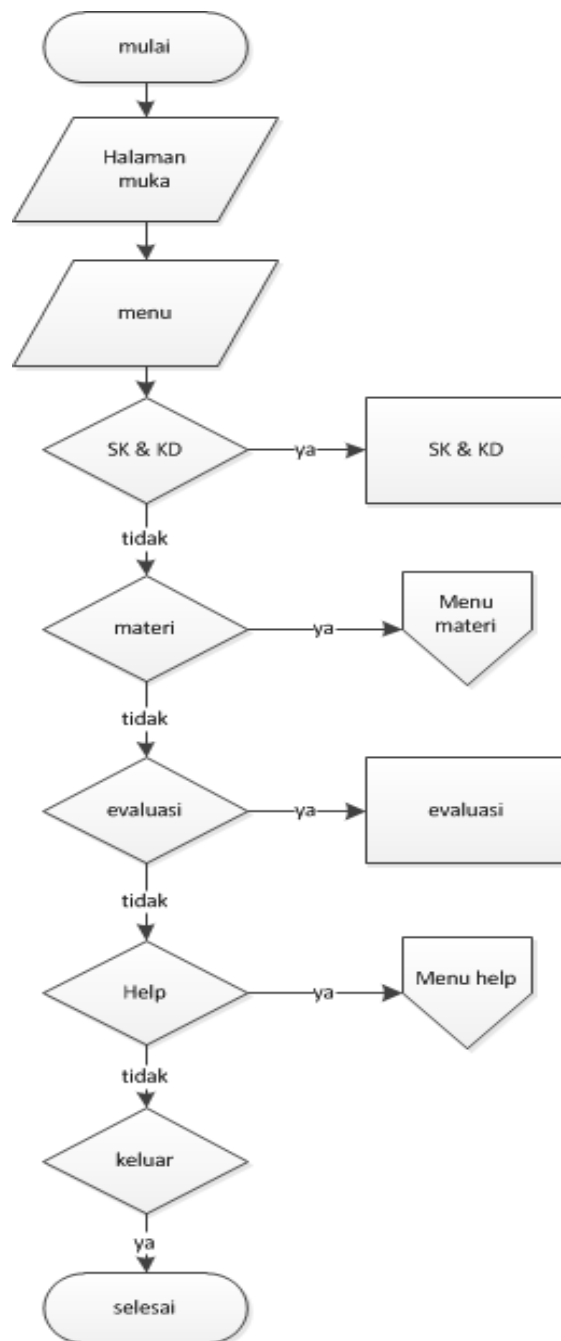 mulai
Halaman
muka
menu
SK & KD
ya
SK & KD
tidak
materi
ya
Menu
materi
tidak
evaluasi
ya
evaluasi
tidak
Help
ya
Menu help
tidak
keluar
ya
selesai